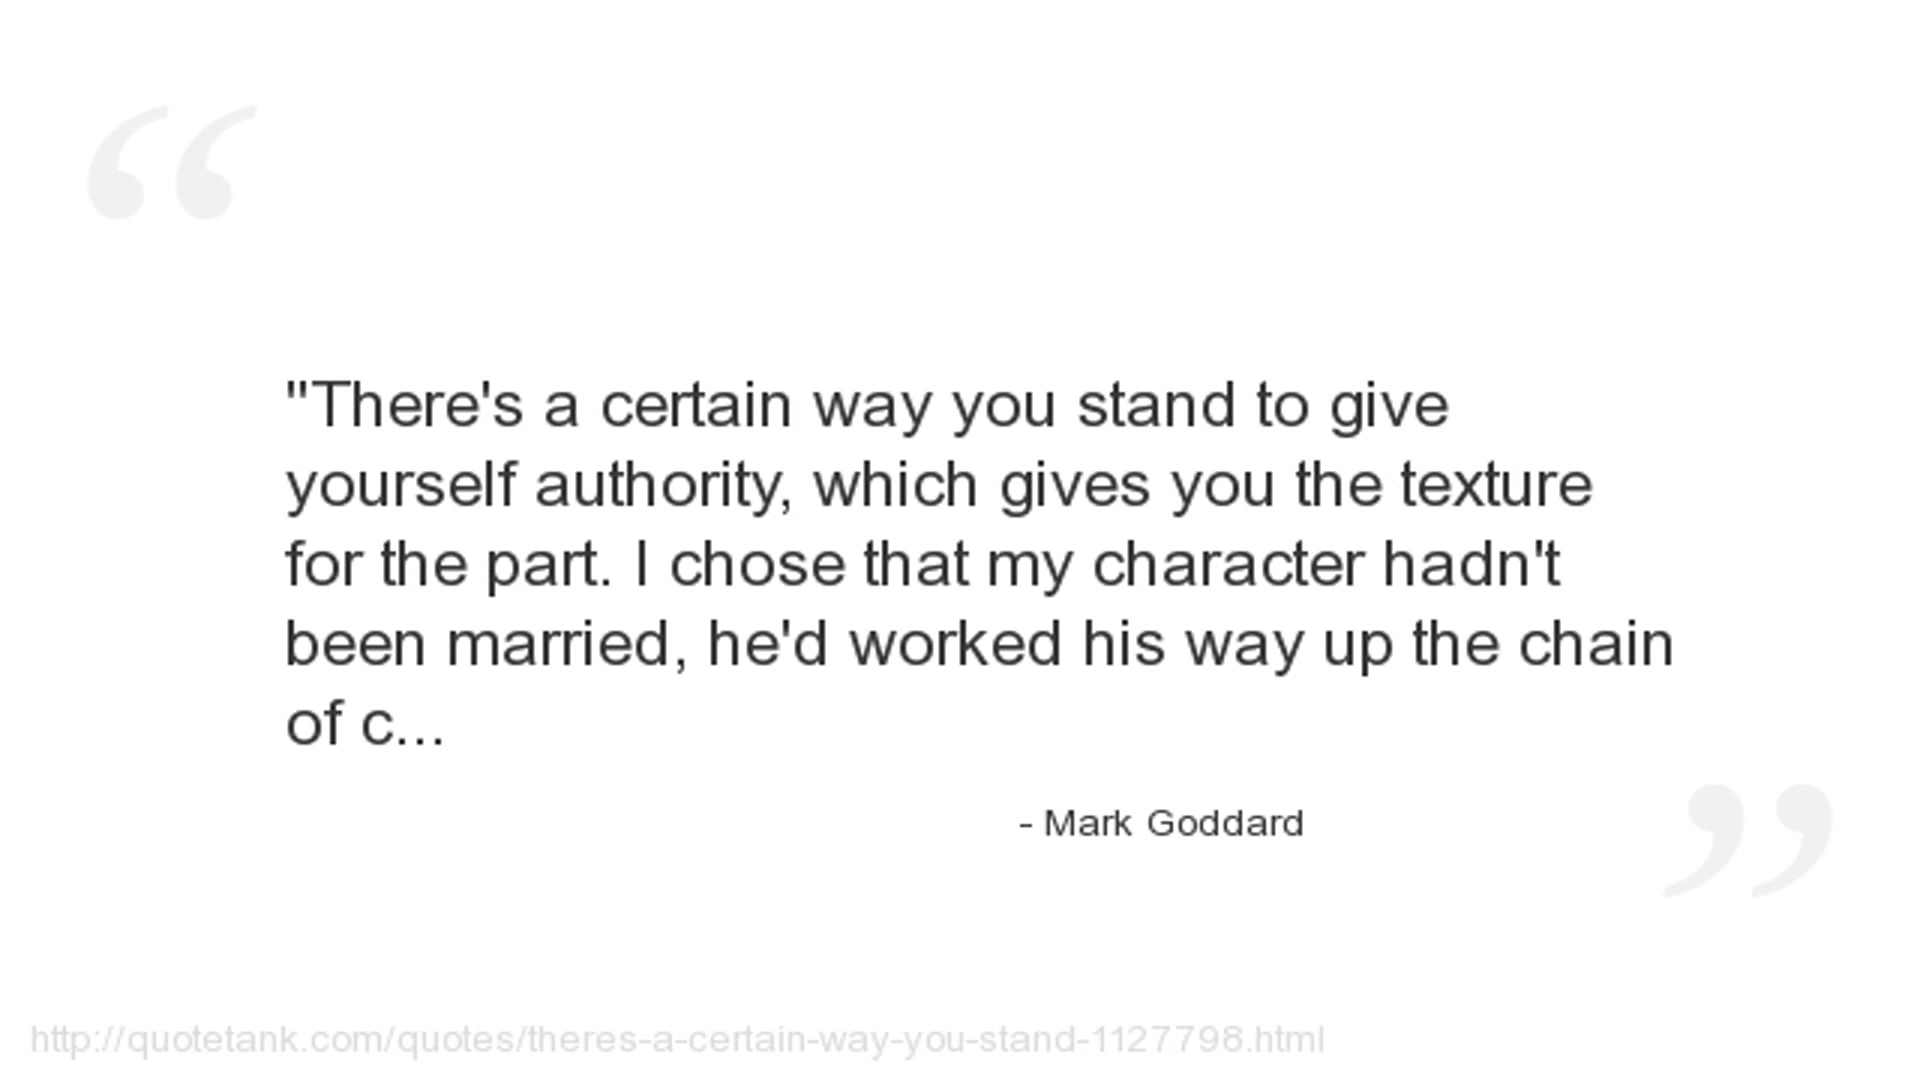 "There's a certain way you stand to give
yourself authority, which gives you the texture
for the part. I chose that my character hadn't
been married, he'd worked his way up the chain
of c...
- Mark Goddard
http://quotetank.com/quotes/theres-a-certain-way-you-stand-1127798.html